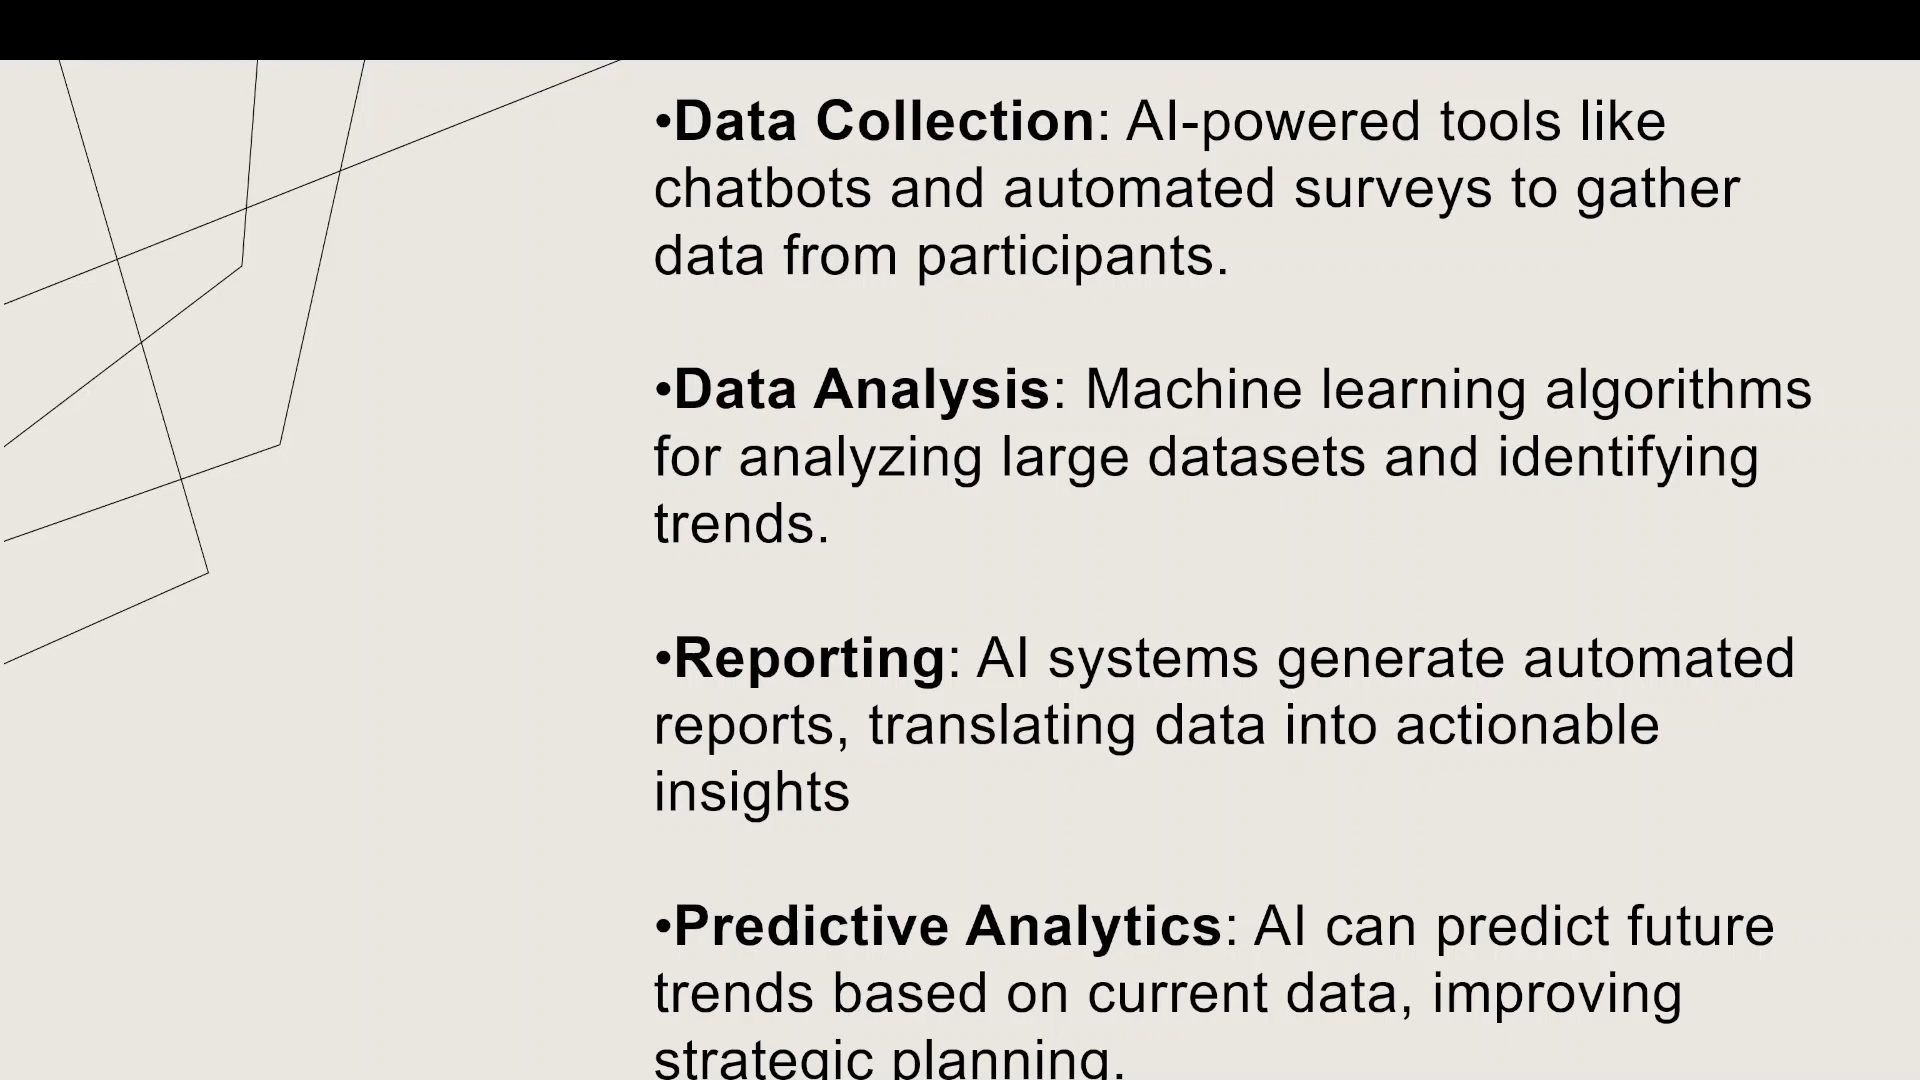 •Data Collection: AI-powered tools like
chatbots and automated surveys to gather
data from participants.
•Data Analysis: Machine learning algorithms
for analyzing large datasets and identifying
trends.
•Reporting: AI systems generate automated
reports, translating data into actionable
insights
•Predictive Analytics: AI can predict future
trends based on current data, improving
strategic planning.